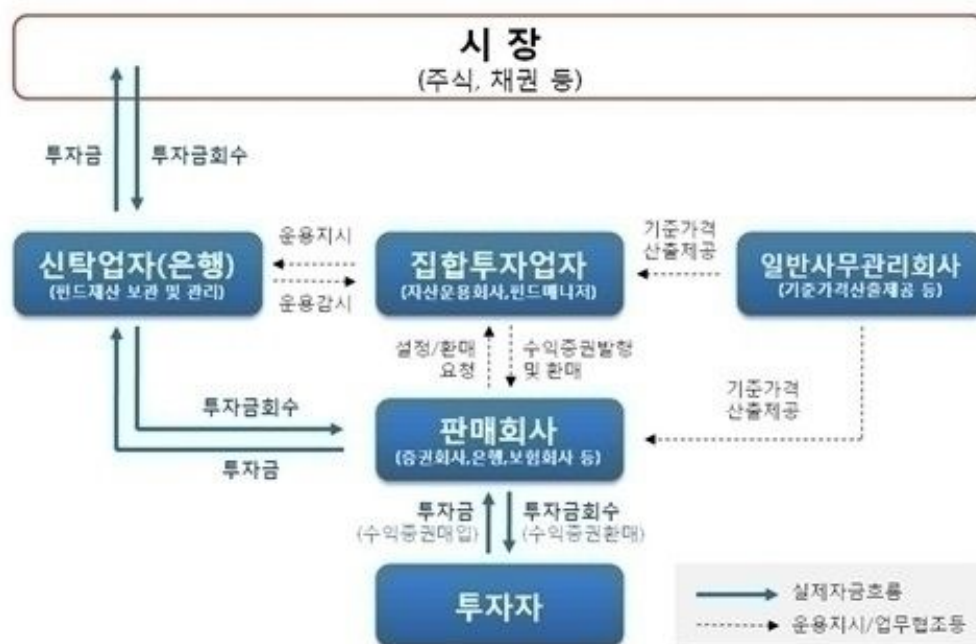 시 장
(주식, 채권 등)
투자금
투자금회수
신탁업자(은행)
(펀드재산 보관 및 관리)
운용지시
운용감시
집합투자업자
(자산운용회사,펀드매니저)
기준가격
산출제공
일반사무관리회사
(기준가격산출제공 등)
설정/환매
요청
수익증권발행
및 환매
기준가격
산출제공
투자금회수
투자금
판매회사
(증권회사,은행,보험회사 등)
투자금
(수익증권매입)
투자금회수
(수익증권환매)
투자자
실제자금흐름
운용지시/업무협조등